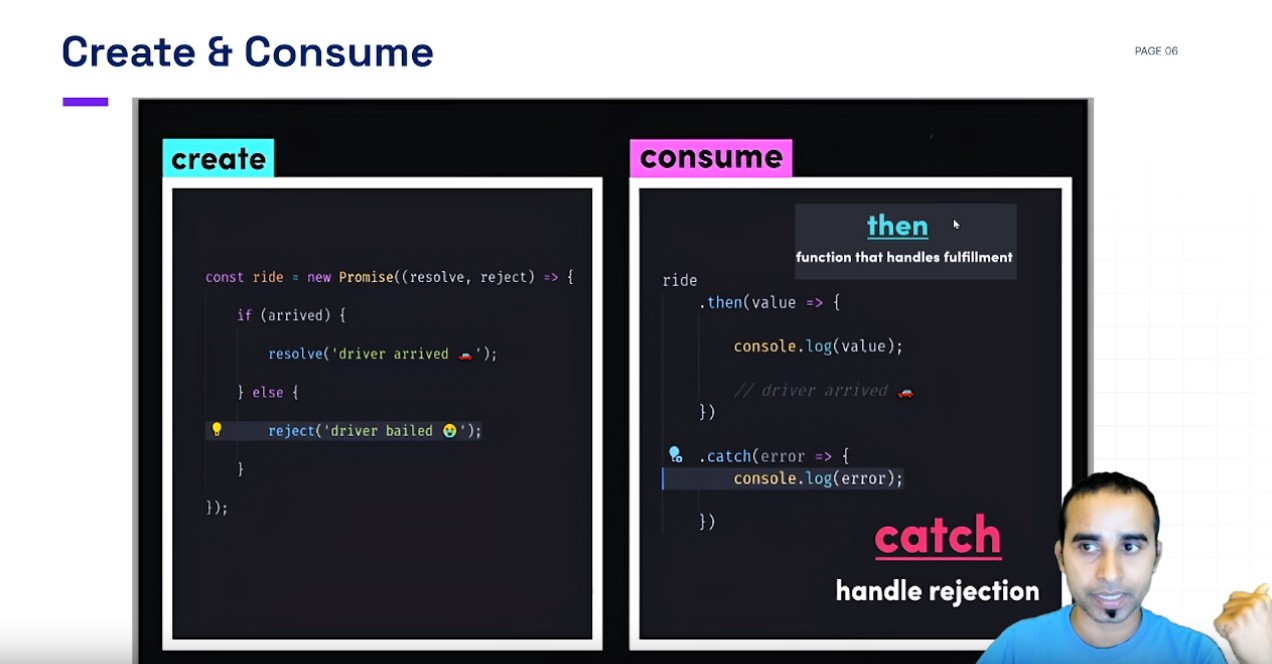 Create & Consume
PAGE 06
create
const ride = new Promise((resolve, reject) => {
if (arrived) {
resolve('driver arrived 🚗');
} else {
reject('driver bailed 😭');
}
});
consume
then
function that handles fulfillment
ride
.then(value => {
console.log(value);
// driver arrived 🚗
})
.catch(error => {
console.log(error);
})
catch
handle rejection